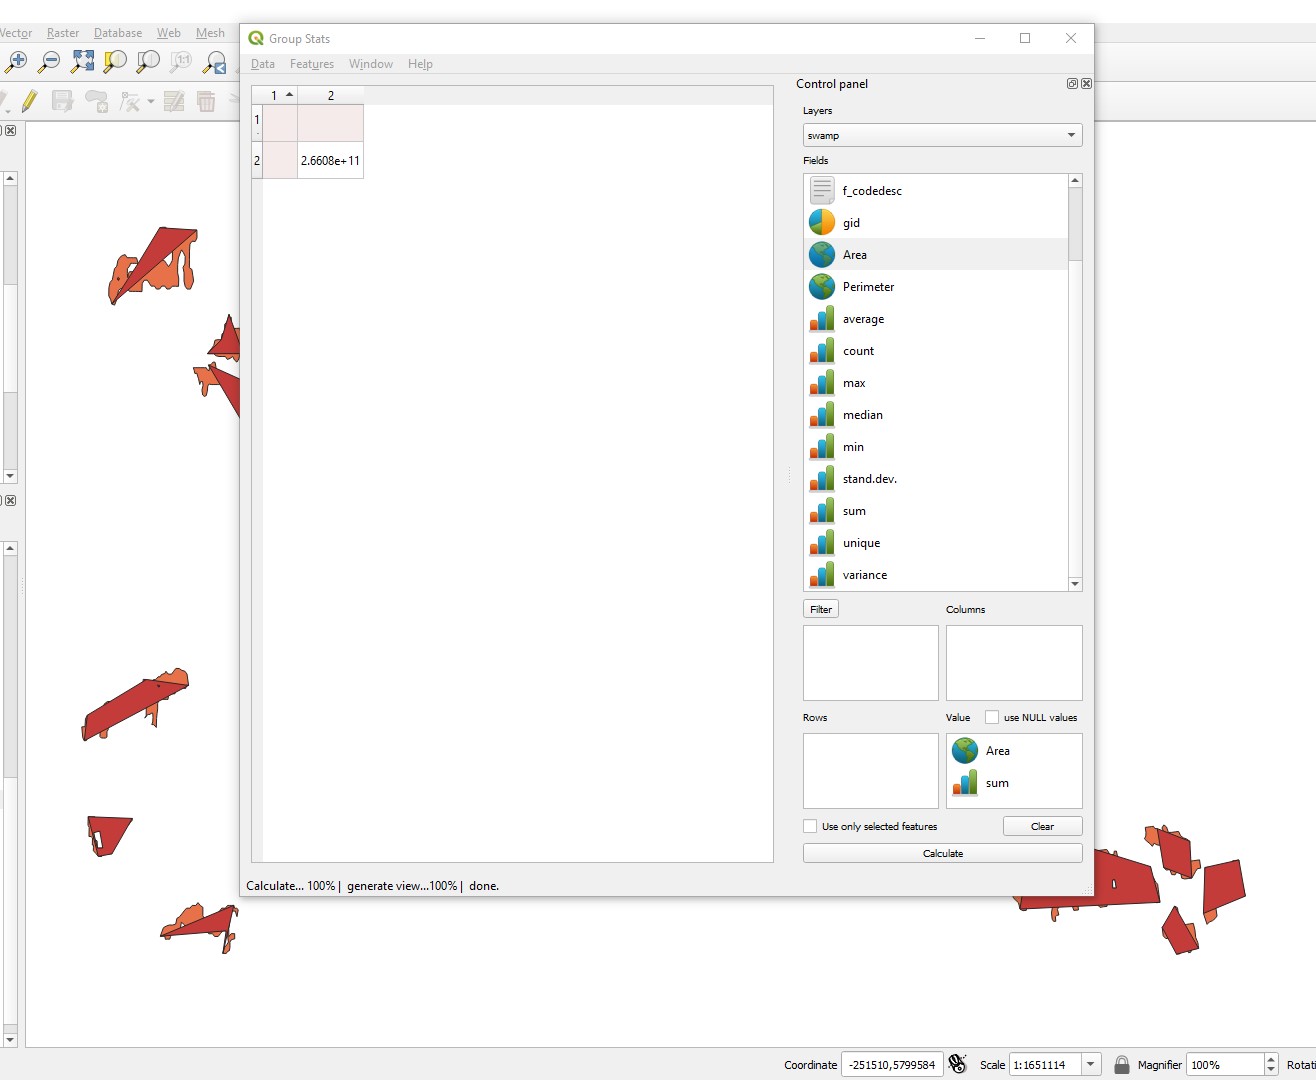 Vector Raster Database Web Mesh
Group Stats
Data Features Window Help
1 2
1
2 2.6608e+11
Control panel
Layers
swamp
Fields
f_codedesc
gid
Area
Perimeter
average
count
max
median
min
stand.dev.
sum
unique
variance
Filter Columns
Rows Value use NULL values
Area
sum
Use only selected features Clear
Calculate
Calculate... 100% | generate view...100% | done.
Coordinate -251510,5799584 Scale 1:1651114 Magnifier 100% Rotati